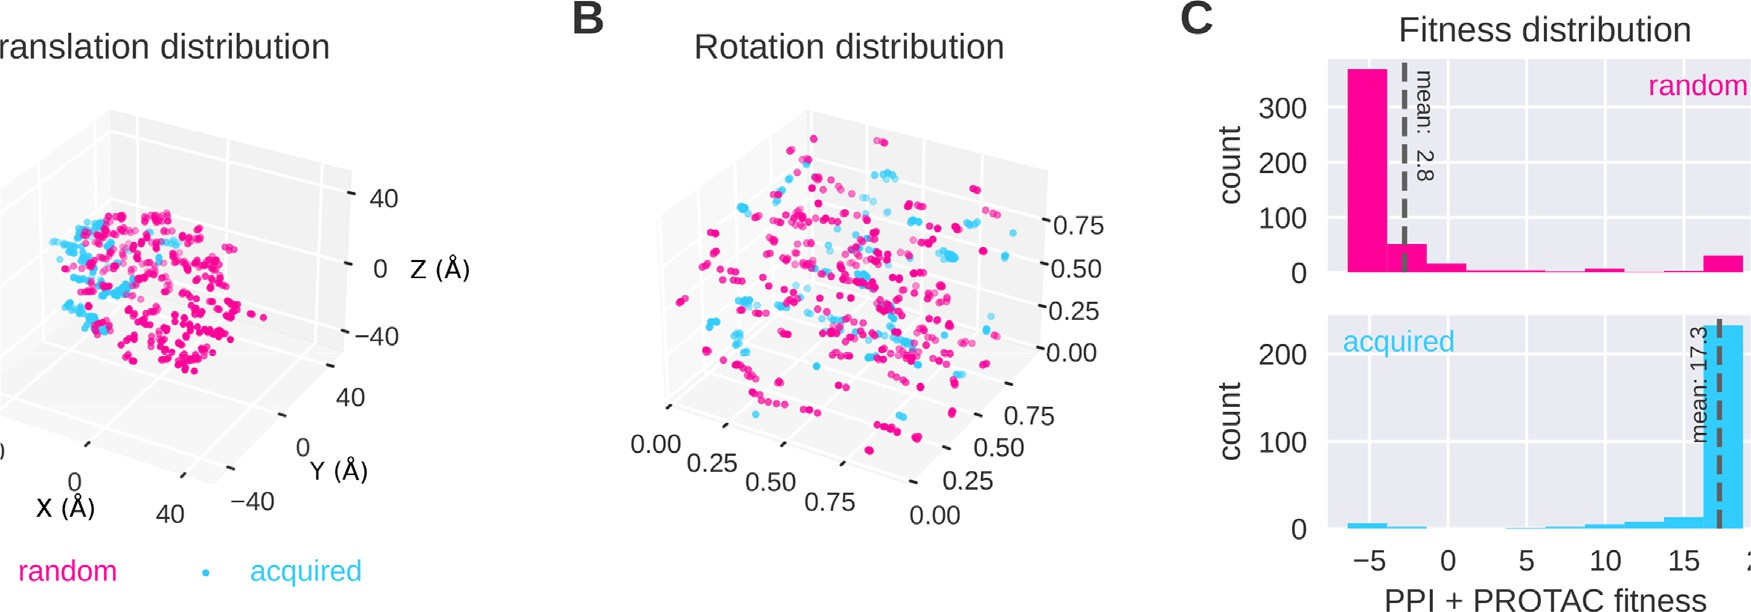 ranslation distribution
40
0
Z (Å)
−40
40
0
Y (Å)
−40
0
X (Å)
40
random
acquired
B
Rotation distribution
0.75
0.50
0.25
0.00
0.75
0.50
0.25
0.00
0.00
0.25
0.50
0.75
C
Fitness distribution
random
mean: 2.8
count
300
200
100
0
acquired
mean: 17.3
count
200
100
0
−5 0 5 10 15
PPI + PROTAC fitness